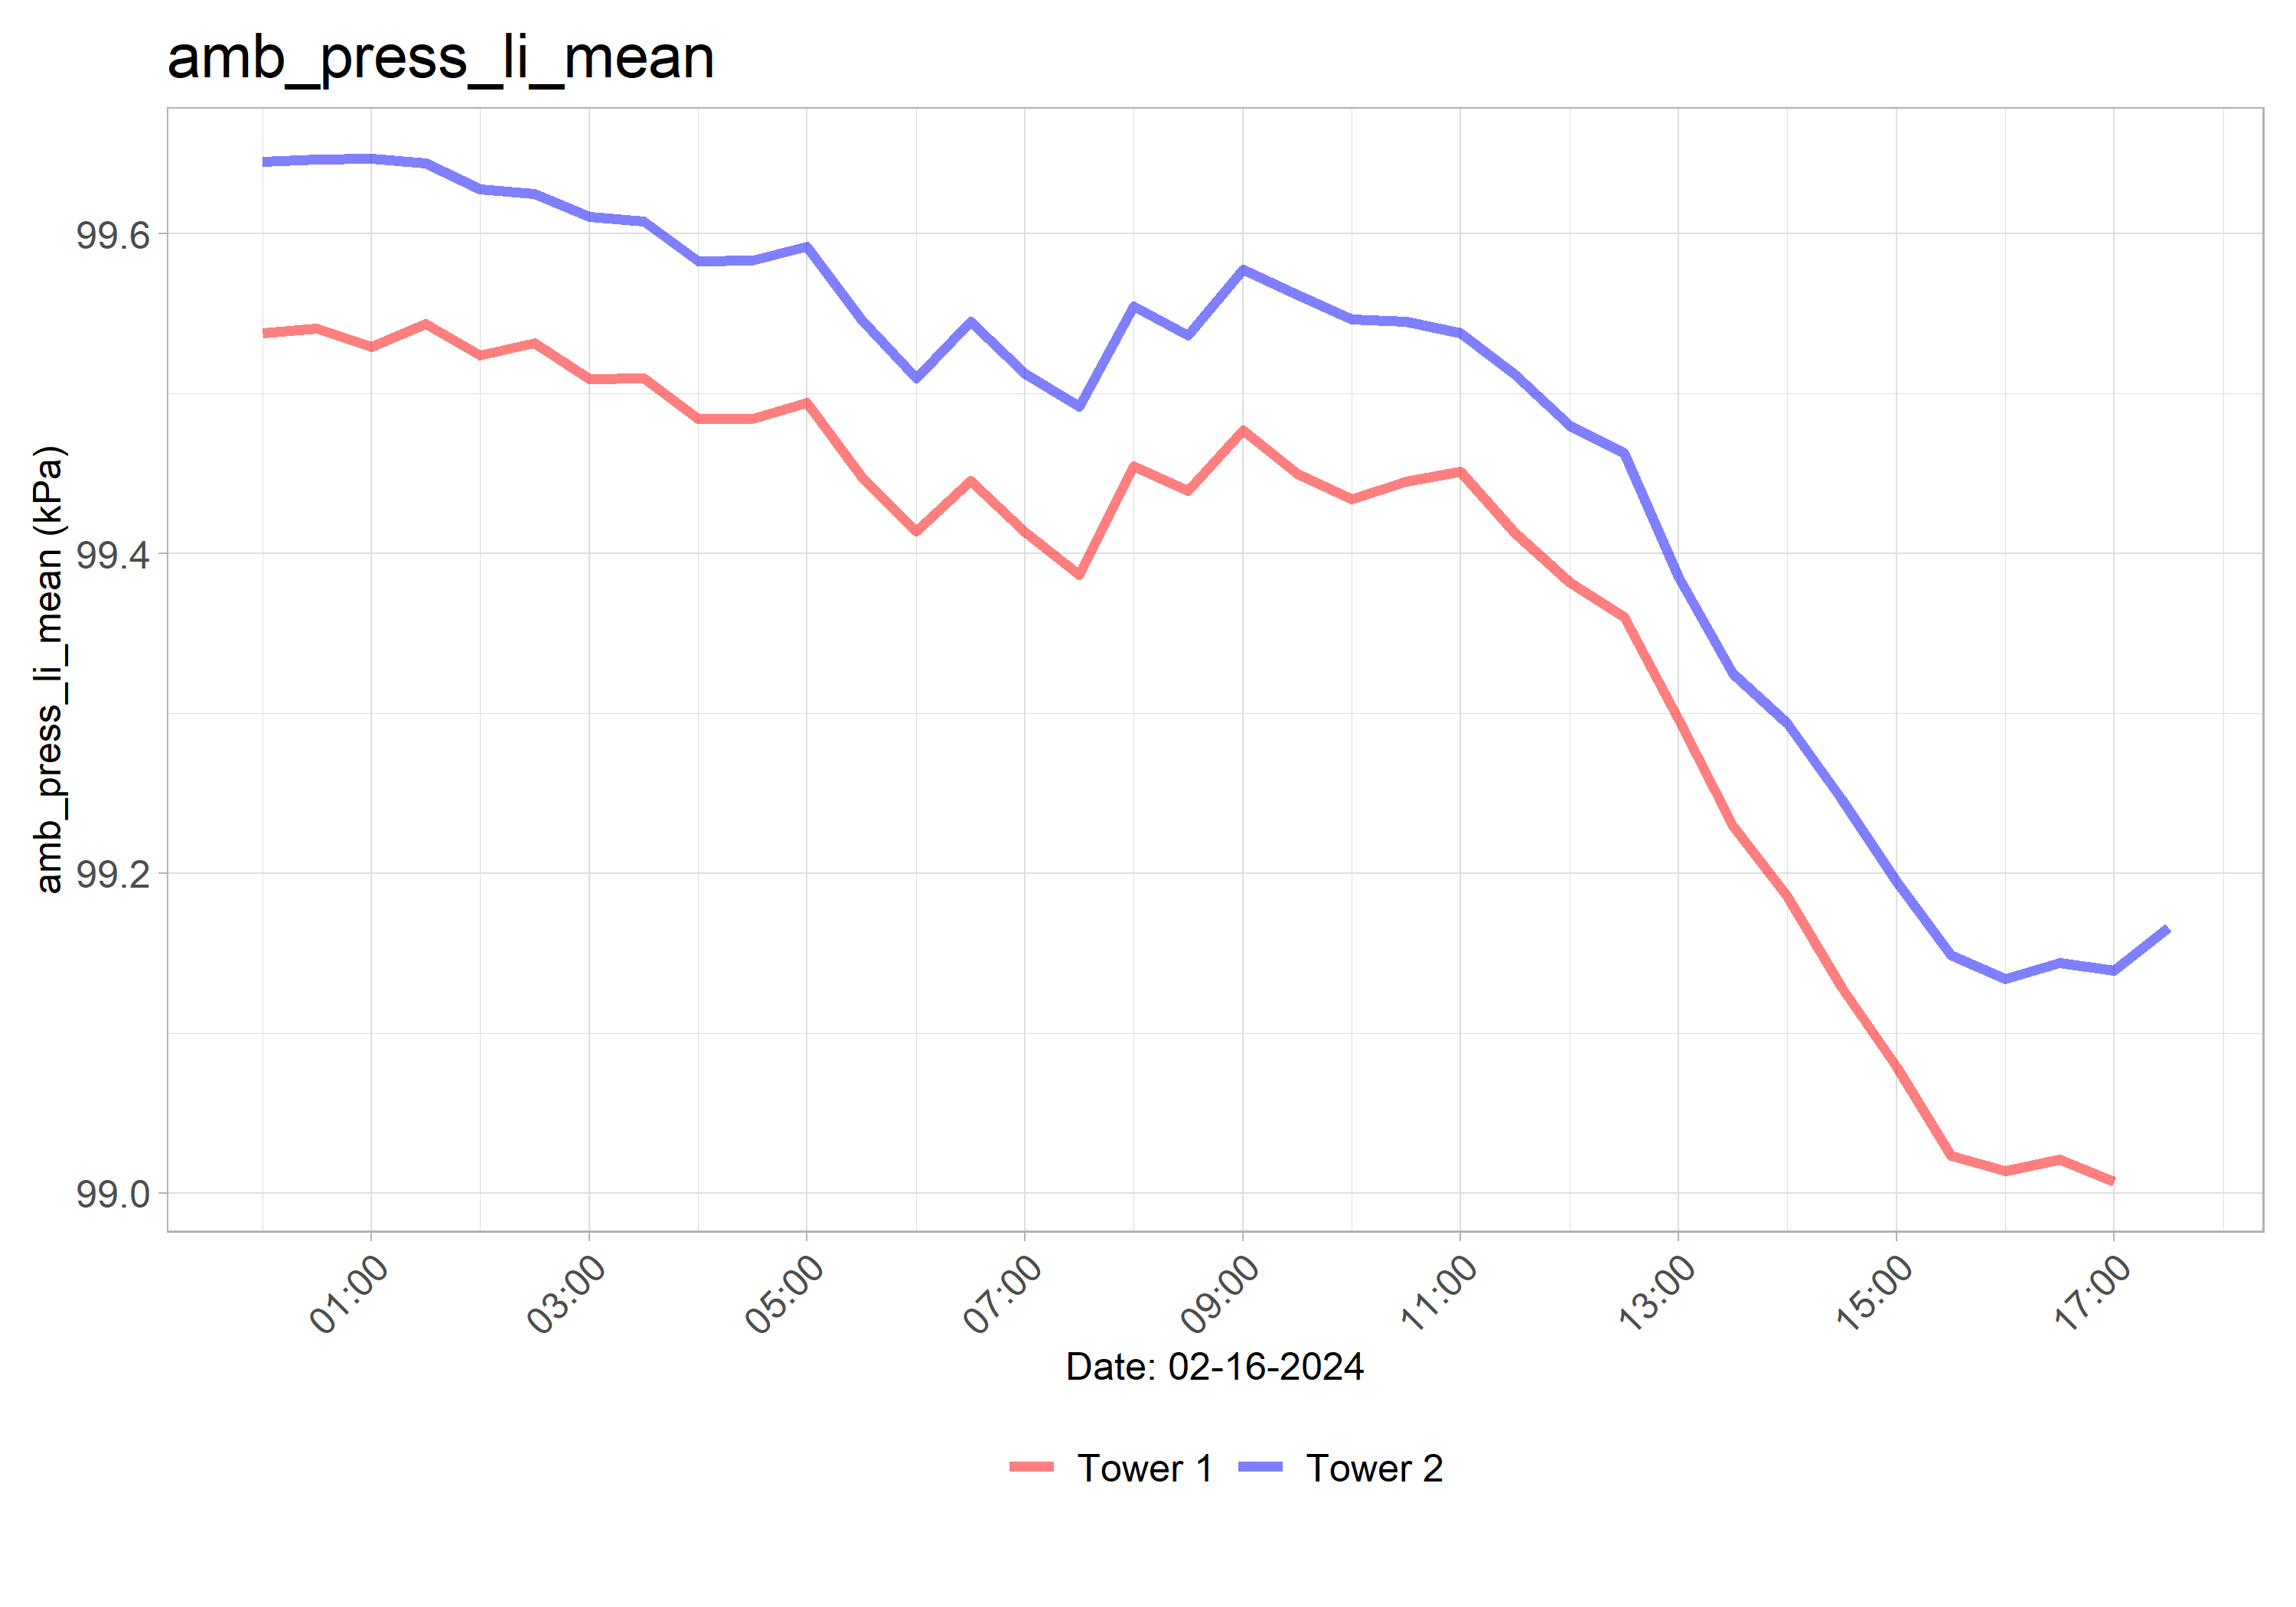 amb_press_li_mean
amb_press_li_mean (kPa)
99.6
99.4
99.2
99.0
01:00
03:00
05:00
07:00
09:00
11:00
13:00
15:00
17:00
Date: 02-16-2024
Tower 1
Tower 2